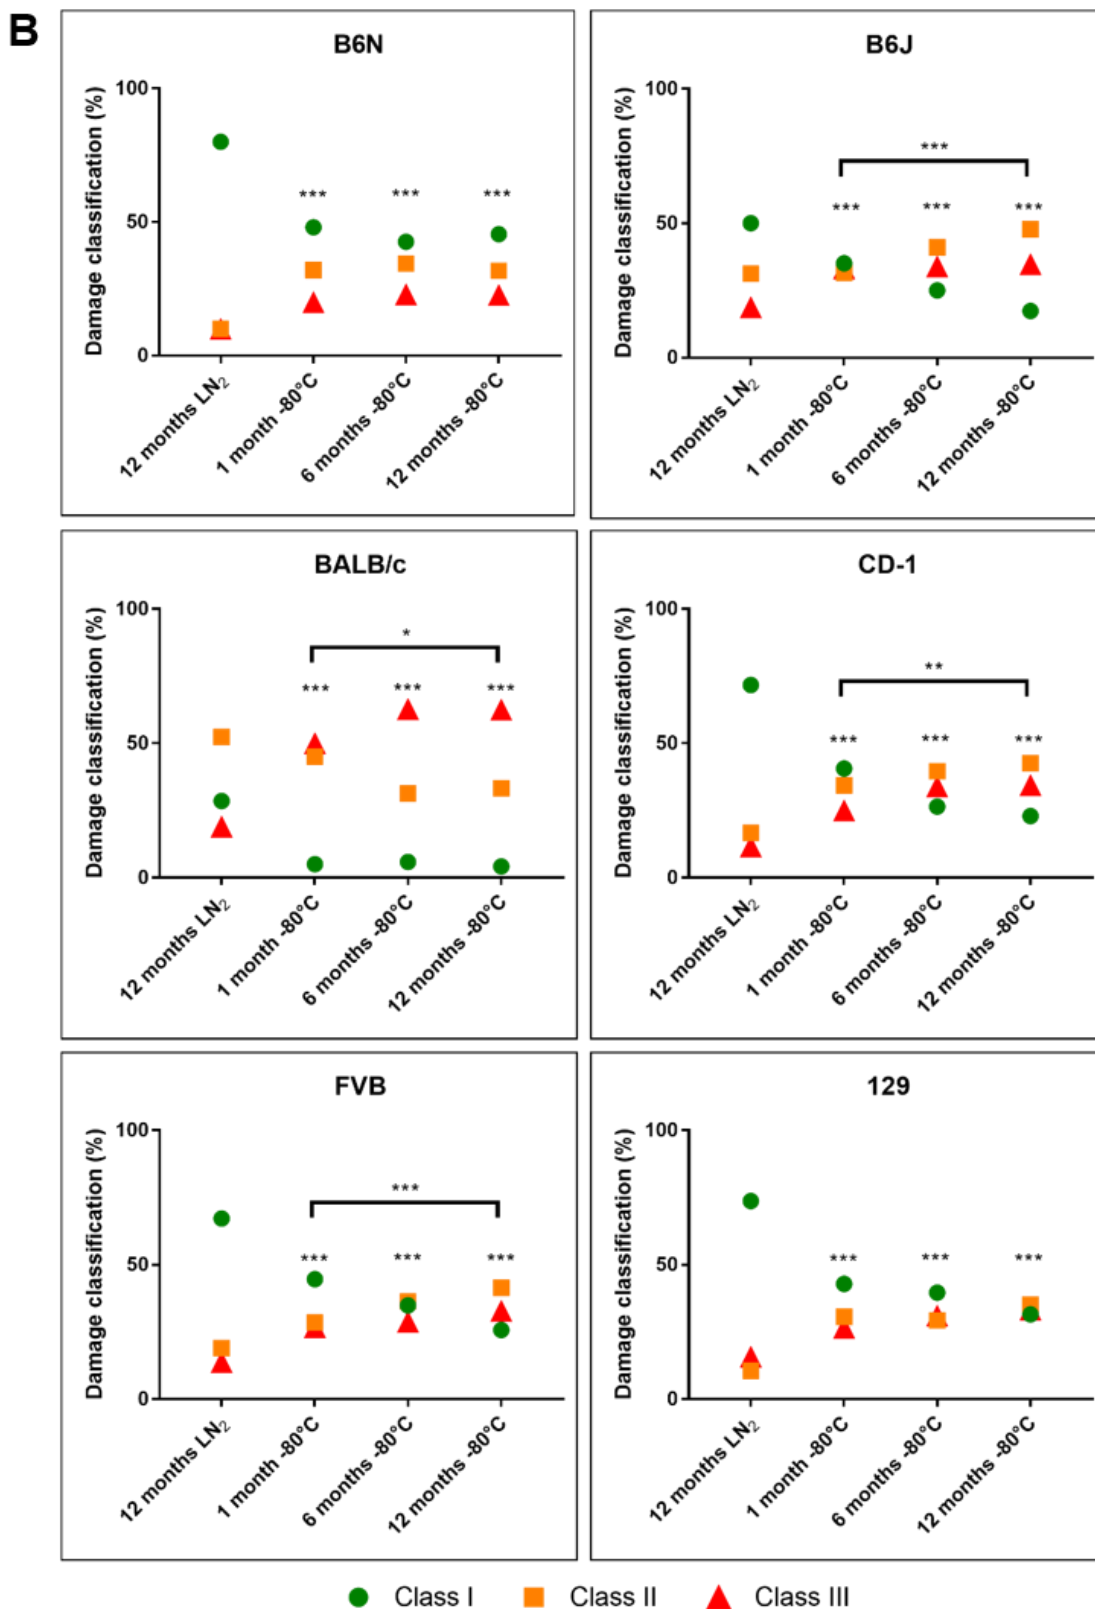 B
B6N
Damage classification (%)
100
50
0
***
***
***
12 months LN₂
1 month -80°C
6 months -80°C
12 months -80°C
B6J
Damage classification (%)
100
50
0
***
***
***
***
12 months LN₂
1 month -80°C
6 months -80°C
12 months -80°C
BALB/c
Damage classification (%)
100
50
0
*
***
***
***
12 months LN₂
1 month -80°C
6 months -80°C
12 months -80°C
CD-1
Damage classification (%)
100
50
0
**
***
***
***
12 months LN₂
1 month -80°C
6 months -80°C
12 months -80°C
FVB
Damage classification (%)
100
50
0
***
***
***
***
12 months LN₂
1 month -80°C
6 months -80°C
12 months -80°C
129
Damage classification (%)
100
50
0
***
***
***
12 months LN₂
1 month -80°C
6 months -80°C
12 months -80°C
Class I
Class II
Class III